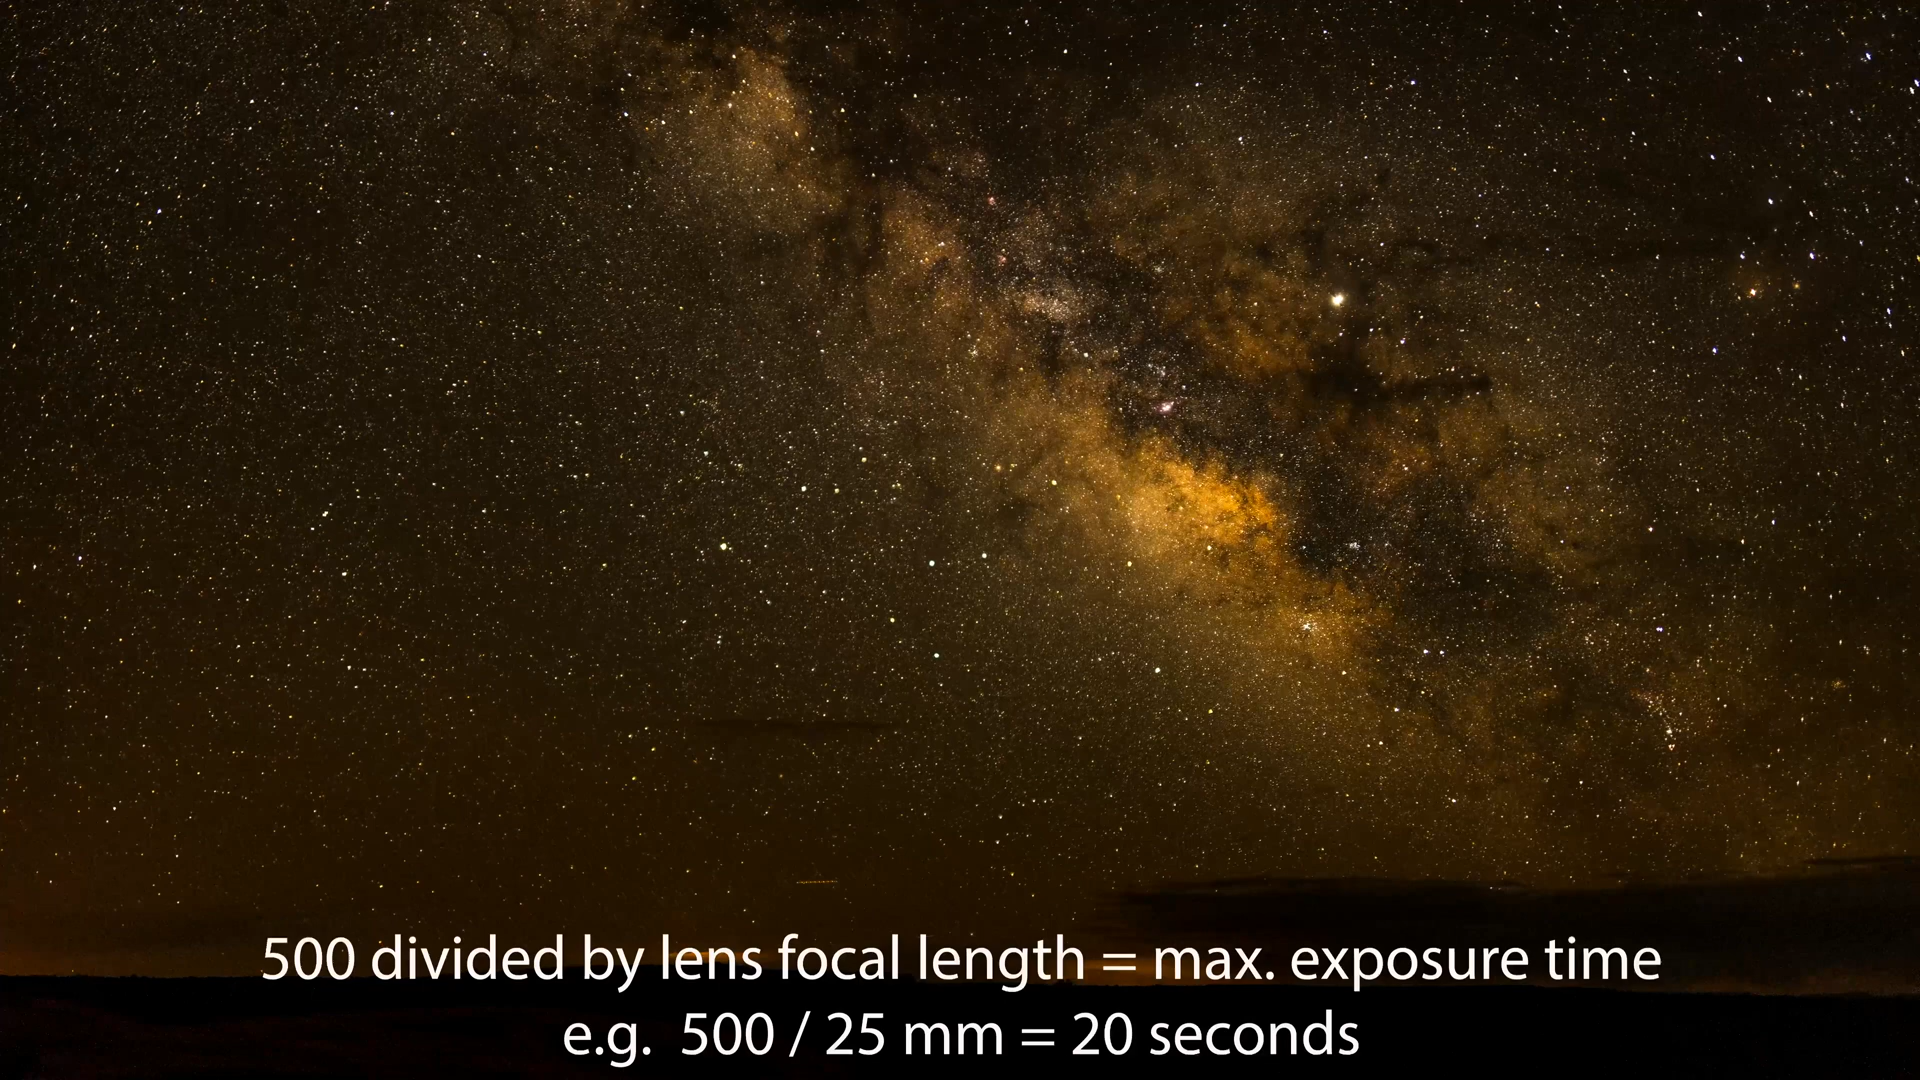 500 divided by lens focal length = max. exposure time
e.g. 500 / 25 mm = 20 seconds